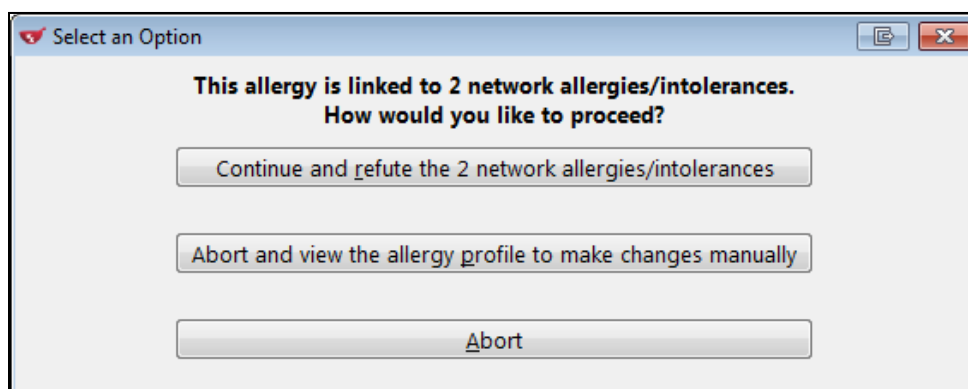 Select an Option
This allergy is linked to 2 network allergies/intolerances.
How would you like to proceed?
Continue and refute the 2 network allergies/intolerances
Abort and view the allergy profile to make changes manually
Abort